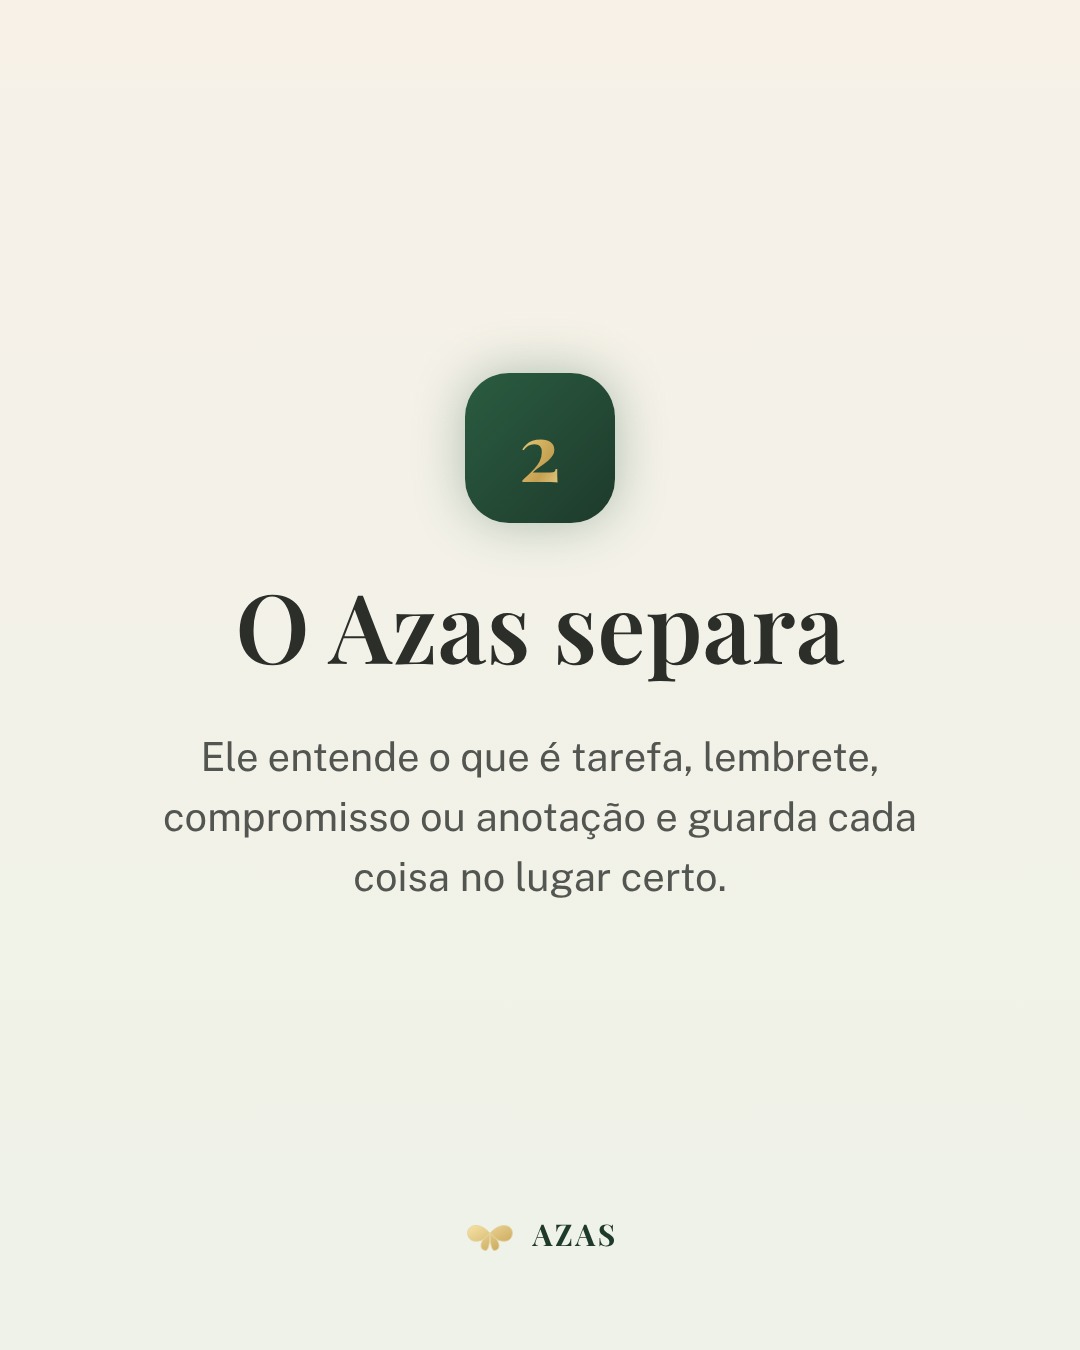 2
O Azas separa
Ele entende o que é tarefa, lembrete,
compromisso ou anotação e guarda cada
coisa no lugar certo.
AZAS